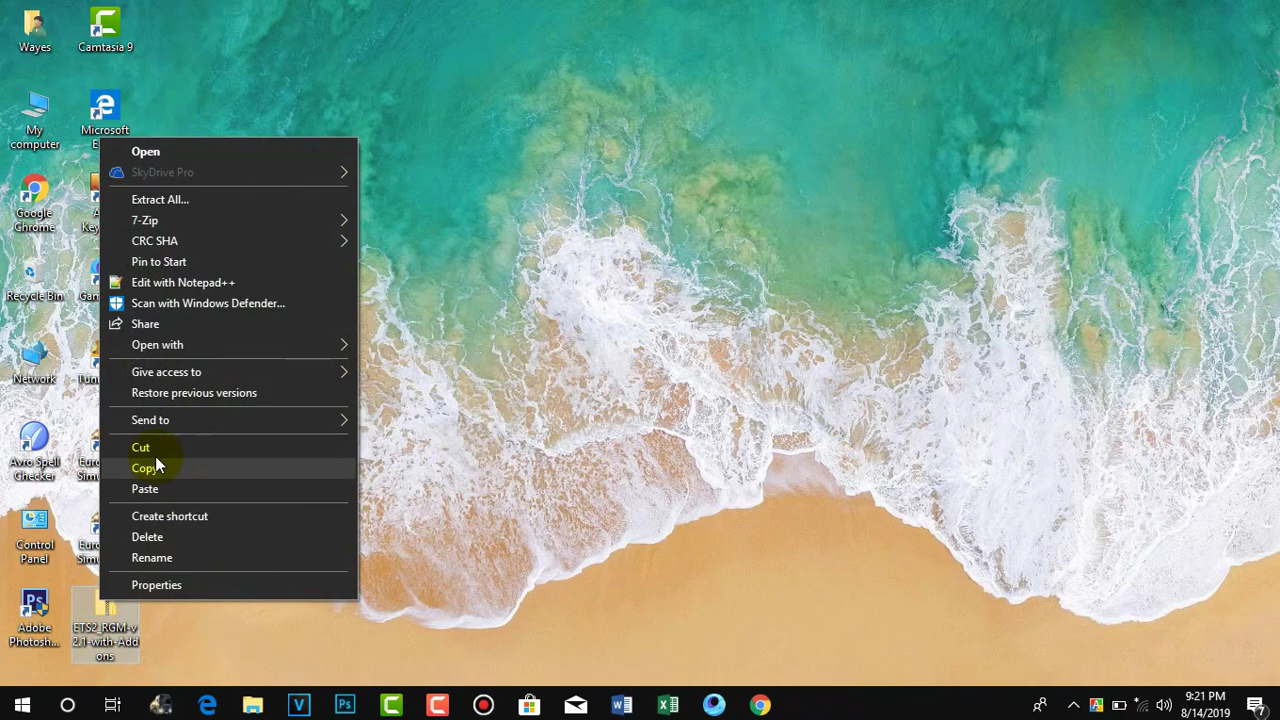 Wayes
Camtasia 9
My
computer
Microsoft
Google
Chrome
Recycle Bin
Network
Avro Spell
Checker
Control
Panel
Adobe
Photosh...
ETS2_RGM-v
2.1-with-Add
ons
Open
SkyDrive Pro
Extract All...
7-Zip
CRC SHA
Pin to Start
Edit with Notepad++
Scan with Windows Defender...
Share
Open with
Give access to
Restore previous versions
Send to
Cut
Copy
Paste
Create shortcut
Delete
Rename
Properties
9:21 PM
8/14/2019